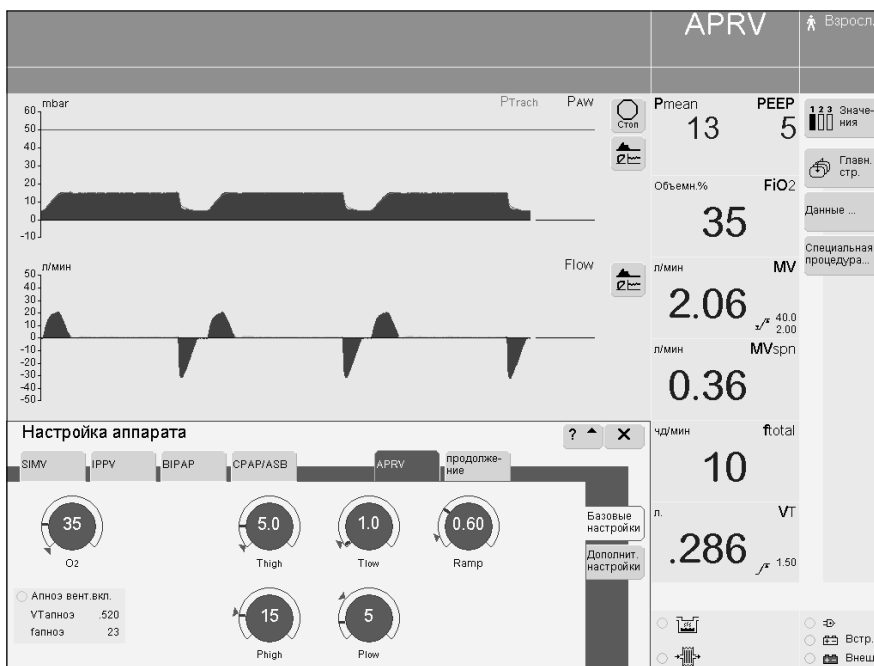 APRV
Взросл.
mbar
PTrach
PAW
60
50
40
30
20
10
0
-10
Стоп
Pmean
PEEP
13
5
1 2 3
Значе-
ния
Главн.
стр.
Объемн.%
FiO2
35
Данные ...
Специальная
процедура...
л/мин
Flow
50
40
30
20
10
0
-10
-20
-30
-40
-50
л/мин
MV
2.06
40.0
2.00
л/мин
MVspn
0.36
Настройка аппарата
?
X
SIMV
IPPV
BIPAP
CPAP/ASB
APRV
продолже-
ние
чд/мин
ftotal
10
35
5.0
1.0
0.60
O2
Thigh
Tlow
Ramp
Базовые
настройки
Дополнит.
настройки
л.
VT
.286
1.50
Апноэ вент.вкл.
VTапноэ .520
fапноэ 23
15
5
Phigh
Plow
Встр.
Внеш